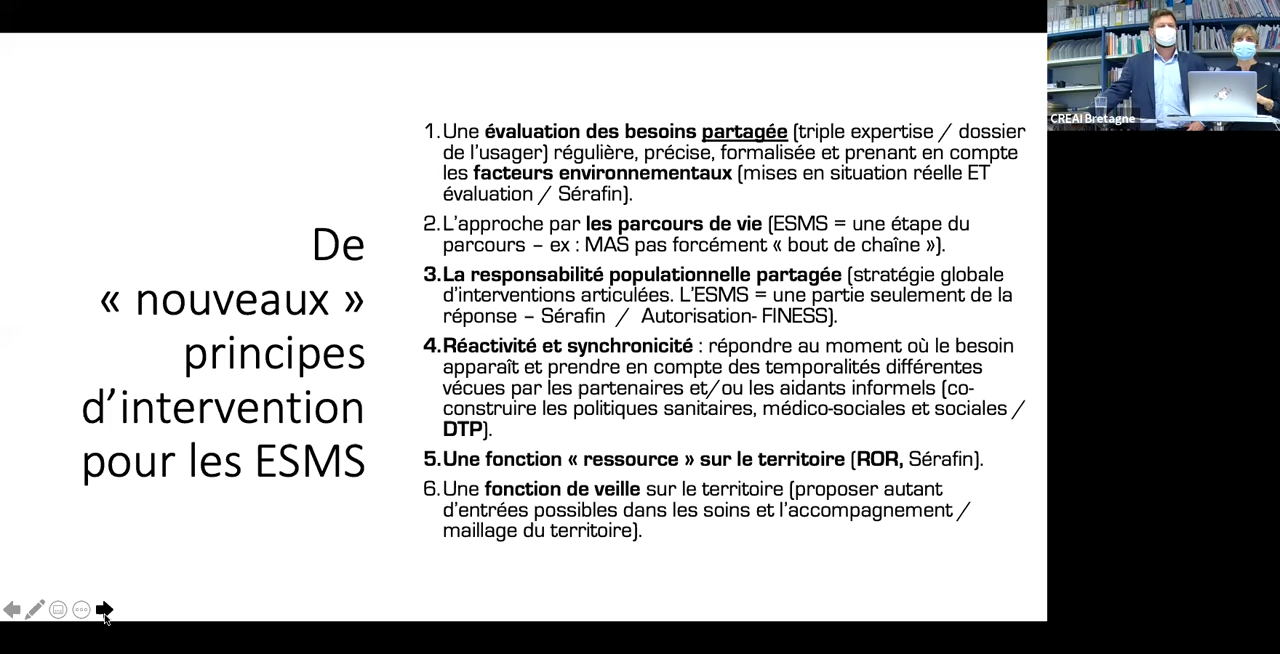 De
« nouveaux »
principes
d’intervention
pour les ESMS
1. Une évaluation des besoins partagée (triple expertise / dossier
de l’usager) régulière, précise, formalisée et prenant en compte
les facteurs environnementaux (mises en situation réelle ET
évaluation / Sérafin).
2. L’approche par les parcours de vie (ESMS = une étape du
parcours – ex : MAS pas forcément « bout de chaîne »).
3. La responsabilité populationnelle partagée (stratégie globale
d’interventions articulées. L’ESMS = une partie seulement de la
réponse – Sérafin / Autorisation- FINESS).
4. Réactivité et synchronicité : répondre au moment où le besoin
apparaît et prendre en compte des temporalités différentes
vécues par les partenaires et/ou les aidants informels (co-
construire les politiques sanitaires, médico-sociales et sociales /
DTP).
5. Une fonction « ressource » sur le territoire (ROR, Sérafin).
6. Une fonction de veille sur le territoire (proposer autant
d’entrées possibles dans les soins et l’accompagnement /
maillage du territoire).
CREAI Bretagne